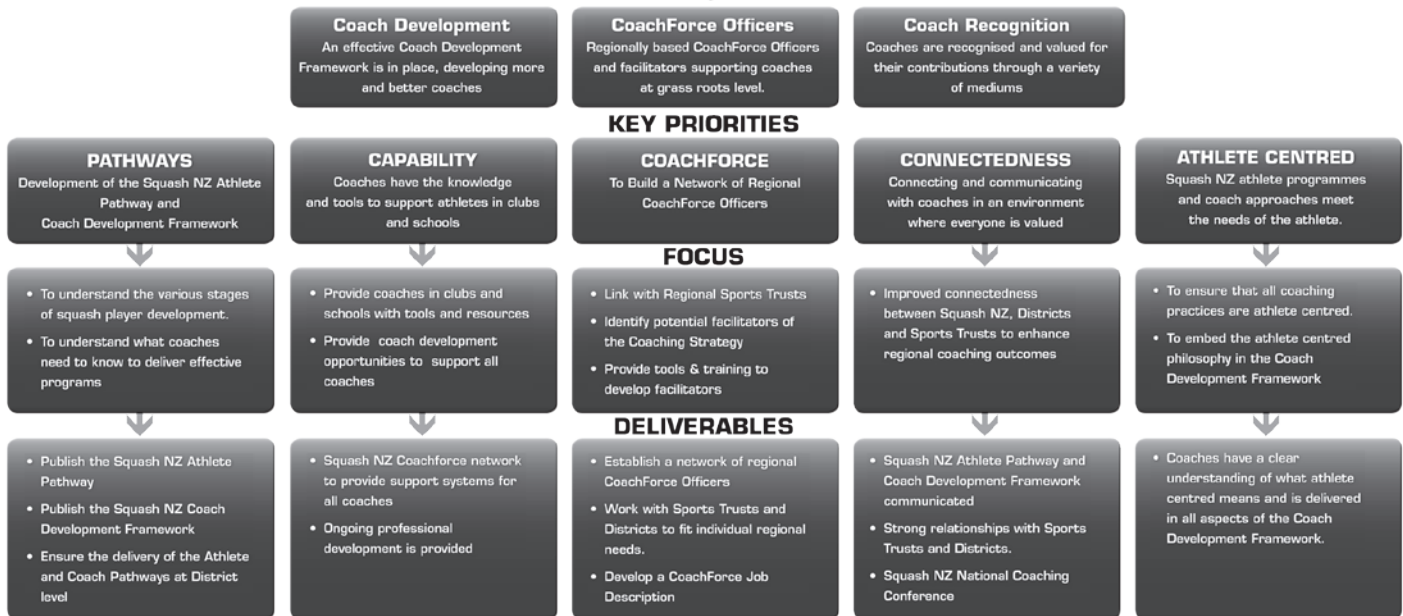 Coach Development
An effective Coach Development
Framework is in place, developing more
and better coaches
CoachForce Officers
Regionally based CoachForce Officers
and facilitators supporting coaches
at grass roots level.
Coach Recognition
Coaches are recognised and valued for
their contributions through a variety
of mediums
KEY PRIORITIES
PATHWAYS
Development of the Squash NZ Athlete
Pathway and
Coach Development Framework
CAPABILITY
Coaches have the knowledge
and tools to support athletes in clubs
and schools
COACHFORCE
To Build a Network of Regional
CoachForce Officers
CONNECTEDNESS
Connecting and communicating
with coaches in an environment
where everyone is valued
ATHLETE CENTRED
Squash NZ athlete programmes
and coach approaches meet
the needs of the athlete.
FOCUS
• To understand the various stages
of squash player development.
• To understand what coaches
need to know to deliver effective
programs
• Provide coaches in clubs and
schools with tools and resources
• Provide coach development
opportunities to support all
coaches
• Link with Regional Sports Trusts
• Identify potential facilitators of
the Coaching Strategy
• Provide tools & training to
develop facilitators
• Improved connectedness
between Squash NZ, Districts
and Sports Trusts to enhance
regional coaching outcomes
• To ensure that all coaching
practices are athlete centred.
• To embed the athlete centred
philosophy in the Coach
Development Framework
DELIVERABLES
• Publish the Squash NZ Athlete
Pathway
• Publish the Squash NZ Coach
Development Framework
• Ensure the delivery of the Athlete
and Coach Pathways at District
level
• Squash NZ Coachforce network
to provide support systems for
all coaches
• Ongoing professional
development is provided
• Establish a network of regional
CoachForce Officers
• Work with Sports Trusts and
Districts to fit individual regional
needs.
• Develop a CoachForce Job
Description
• Squash NZ Athlete Pathway and
Coach Development Framework
communicated
• Strong relationships with Sports
Trusts and Districts.
• Squash NZ National Coaching
Conference
• Coaches have a clear
understanding of what athlete
centred means and is delivered
in all aspects of the Coach
Development Framework.